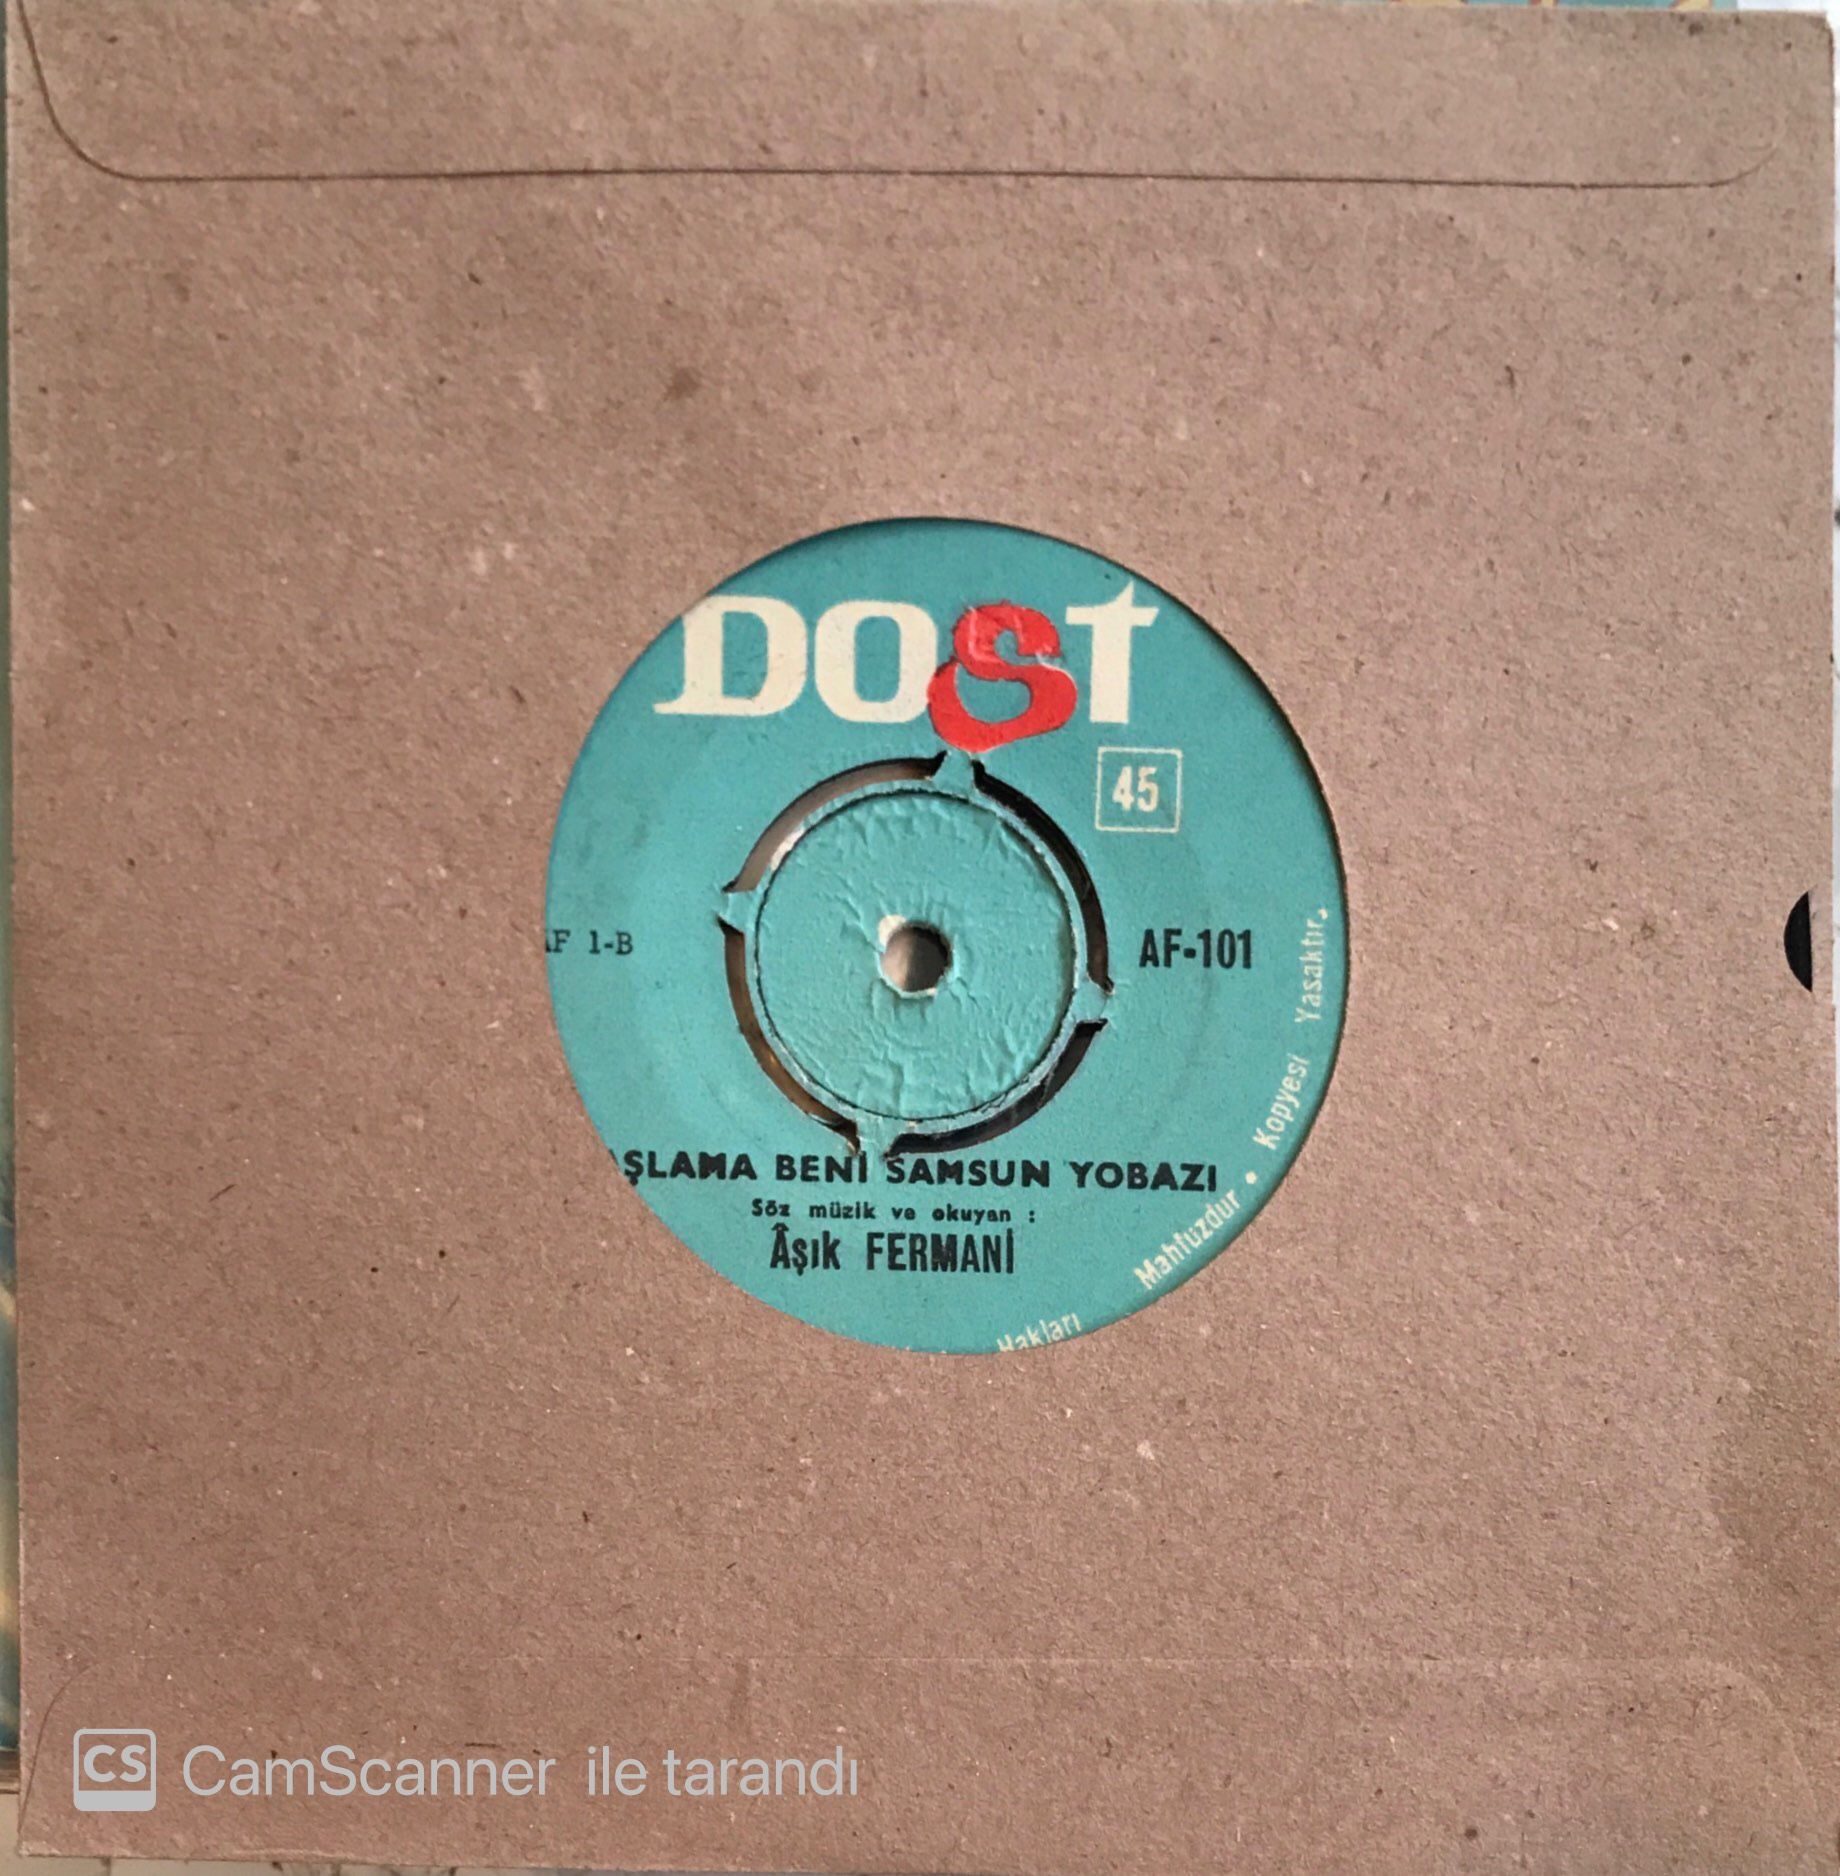 DOST
45
F 1-B
AF-101
ŞLAMA BENİ SAMSUN YOBAZI
Söz müzik ve okuyan :
Âşık FERMANİ
Hakları Mahfuzdur • Kopyesi Yasaktır.
CS CamScanner ile tarandı